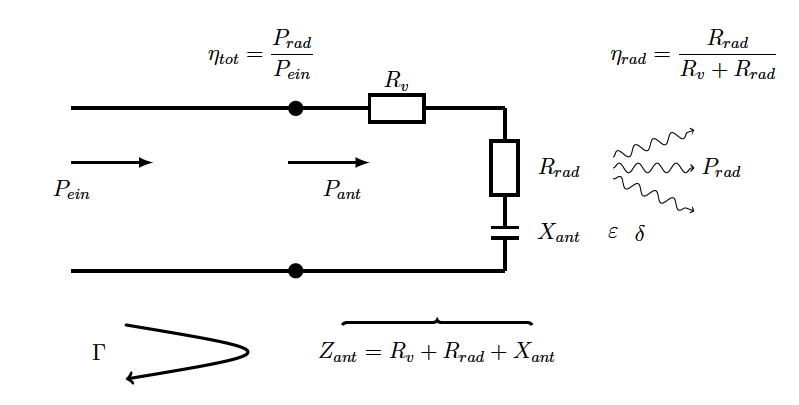 η_tot = P_rad / P_ein
η_rad = R_rad / (R_v + R_rad)
R_v
R_rad
P_rad
P_ein
P_ant
X_ant ε δ
Γ
Z_ant = R_v + R_rad + X_ant